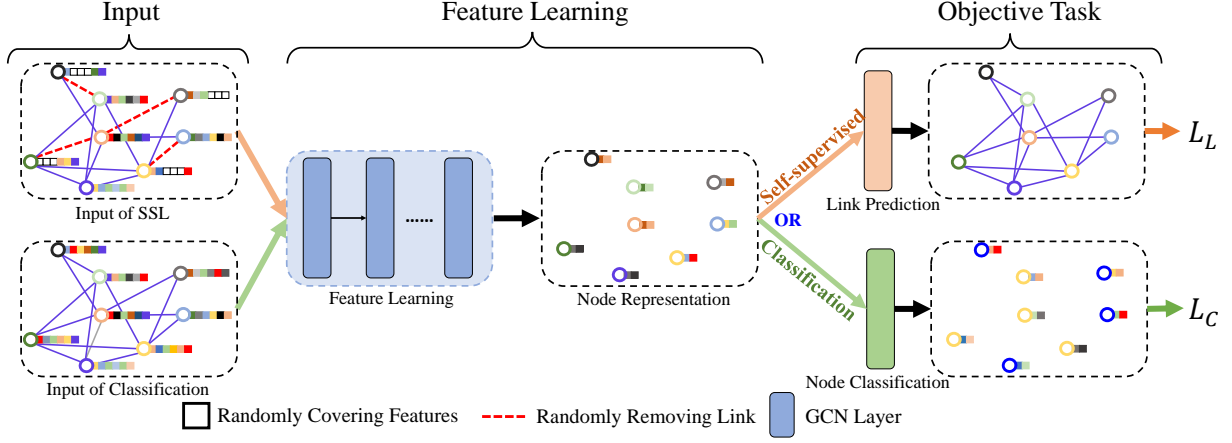 Input
Feature Learning
Objective Task
Input of SSL
Input of Classification
......
Feature Learning
Node Representation
Self-supervised
OR
Classification
Link Prediction
L_L
Node Classification
L_C
Randomly Covering Features
Randomly Removing Link
GCN Layer